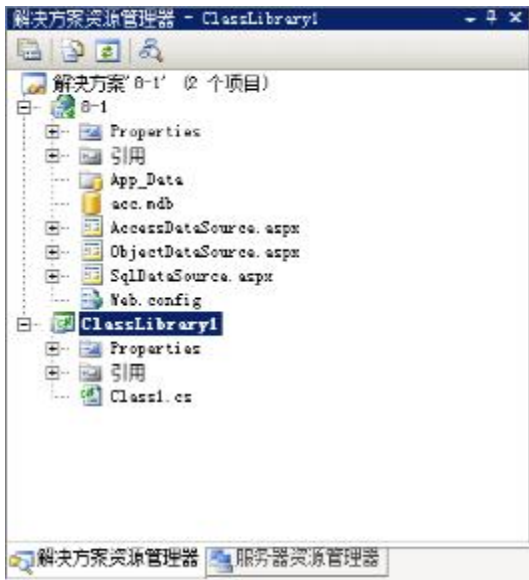 解决方案资源管理器 - ClassLibrary1
解决方案'8-1' (2 个项目)
8-1
Properties
引用
App_Data
acc.mdb
AccessDataSource.aspx
ObjectDataSource.aspx
SqlDataSource.aspx
Web.config
ClassLibrary1
Properties
引用
Class1.cs
解决方案资源管理器 服务器资源管理器